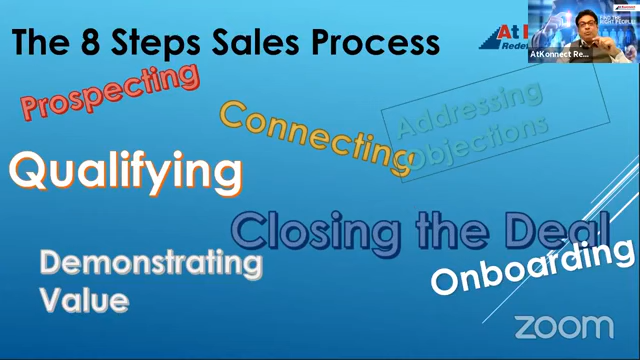 The 8 Steps Sales Process
At
Prospecting
Connecting
Addressing
Objections
Qualifying
Closing the Deal
Demonstrating
Value
Onboarding
AtKonnect Re...
zoom